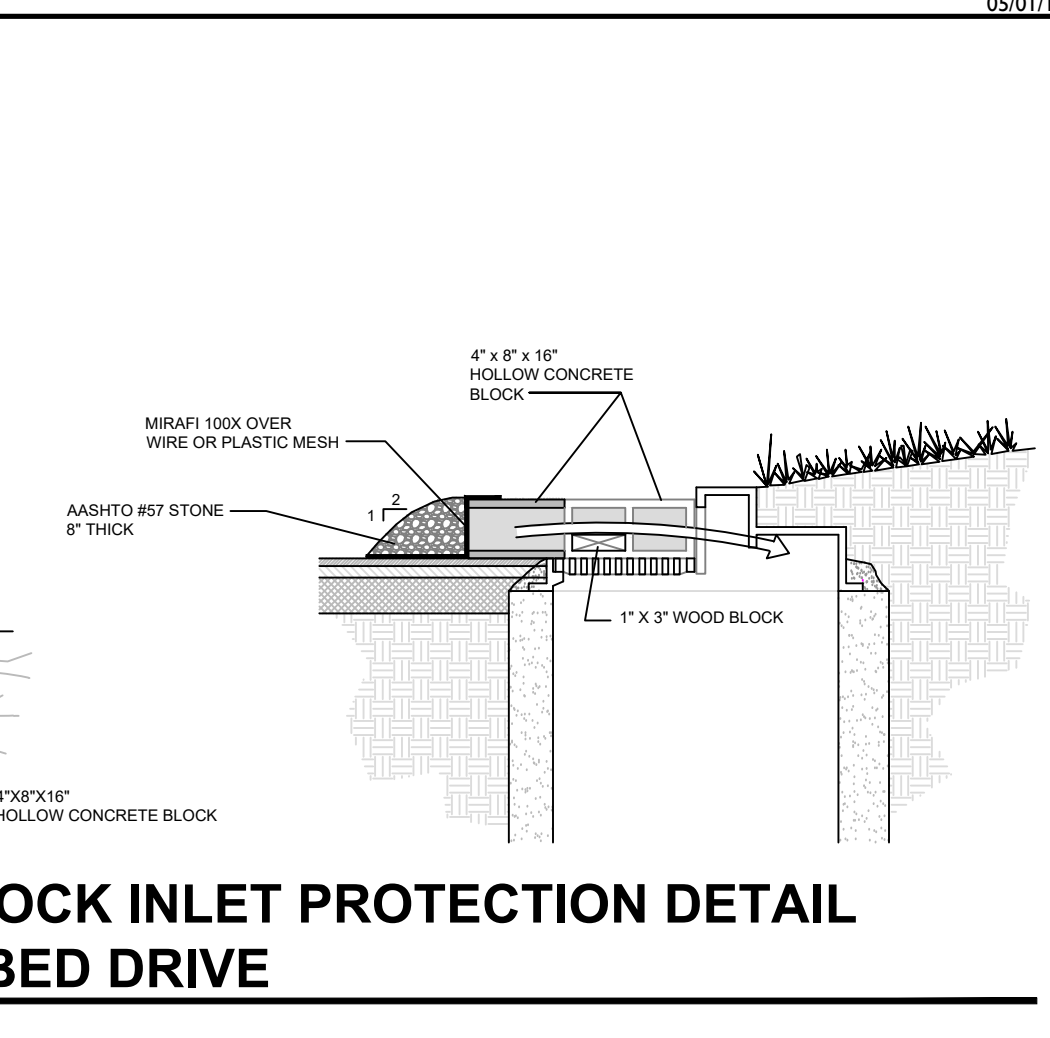 05/01/1
4" x 8" x 16"
HOLLOW CONCRETE
BLOCK
MIRAFI 100X OVER
WIRE OR PLASTIC MESH
2
1
AASHTO #57 STONE
8" THICK
1" X 3" WOOD BLOCK
4"X8"X16"
HOLLOW CONCRETE BLOCK
OCK INLET PROTECTION DETAIL
BED DRIVE